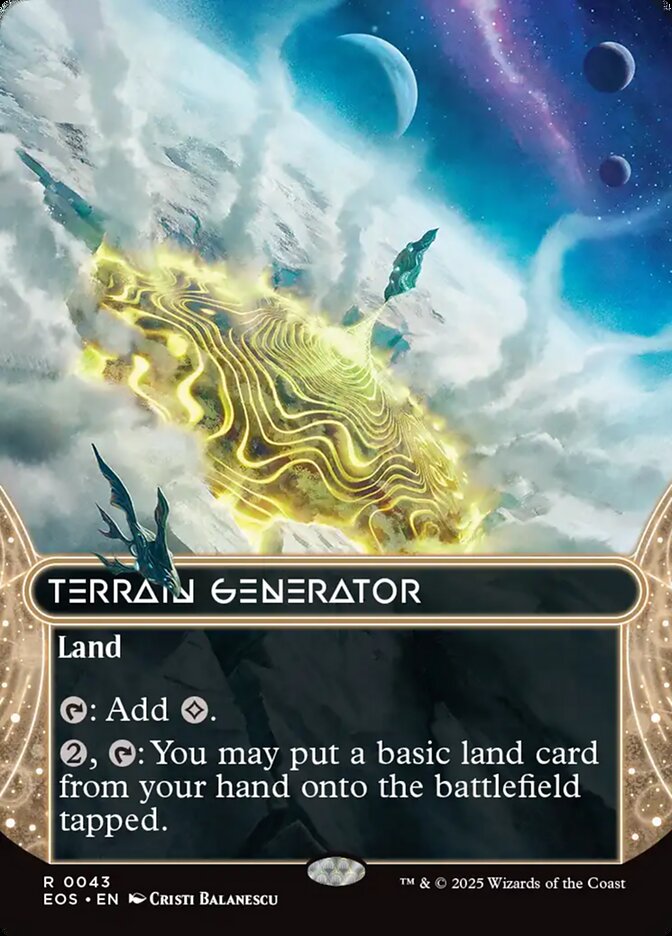 TERRAIN GENERATOR
Land
: Add .
2, : You may put a basic land card
from your hand onto the battlefield
tapped.
R 0043
EOS • EN CRISTI BALANESCU
™ & © 2025 Wizards of the Coast